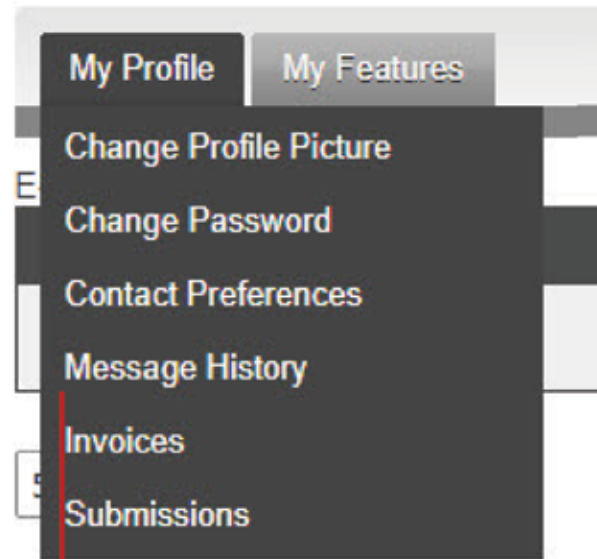 My Profile My Features
Change Profile Picture
Change Password
Contact Preferences
Message History
Invoices
Submissions